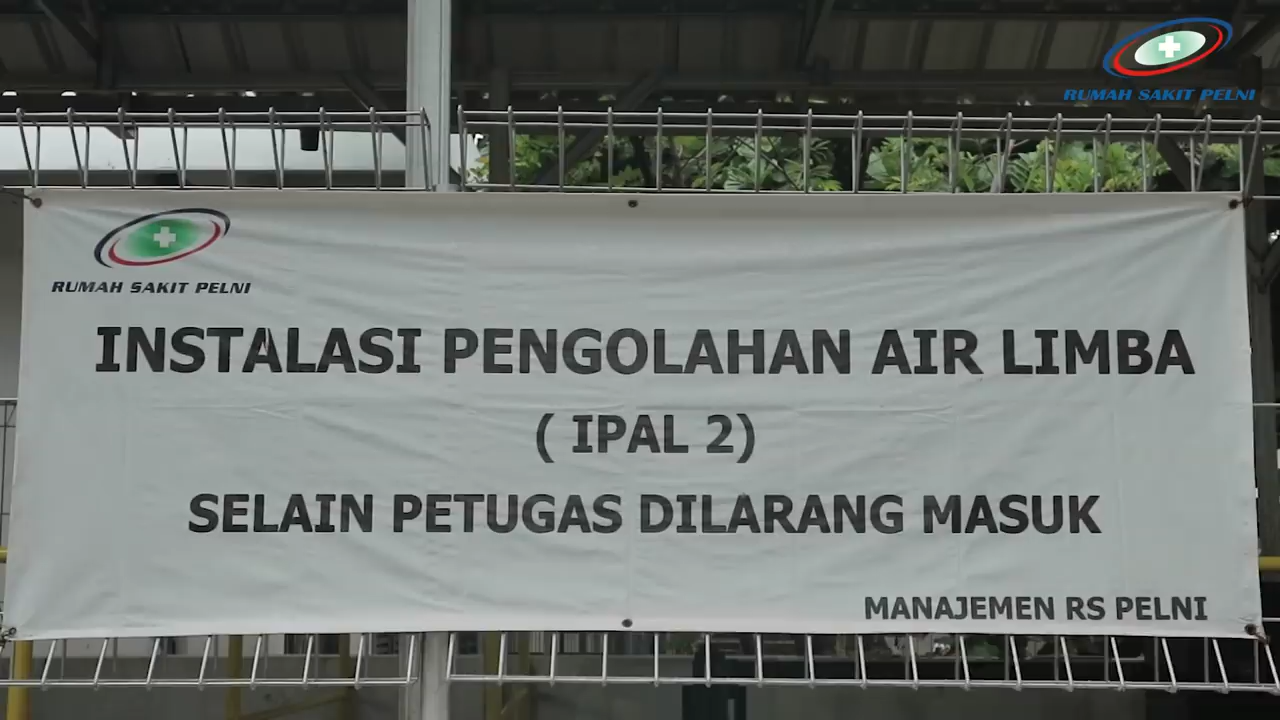 RUMAH SAKIT PELNI
RUMAH SAKIT PELNI
INSTALASI PENGOLAHAN AIR LIMBA
( IPAL 2)
SELAIN PETUGAS DILARANG MASUK
MANAJEMEN RS PELNI